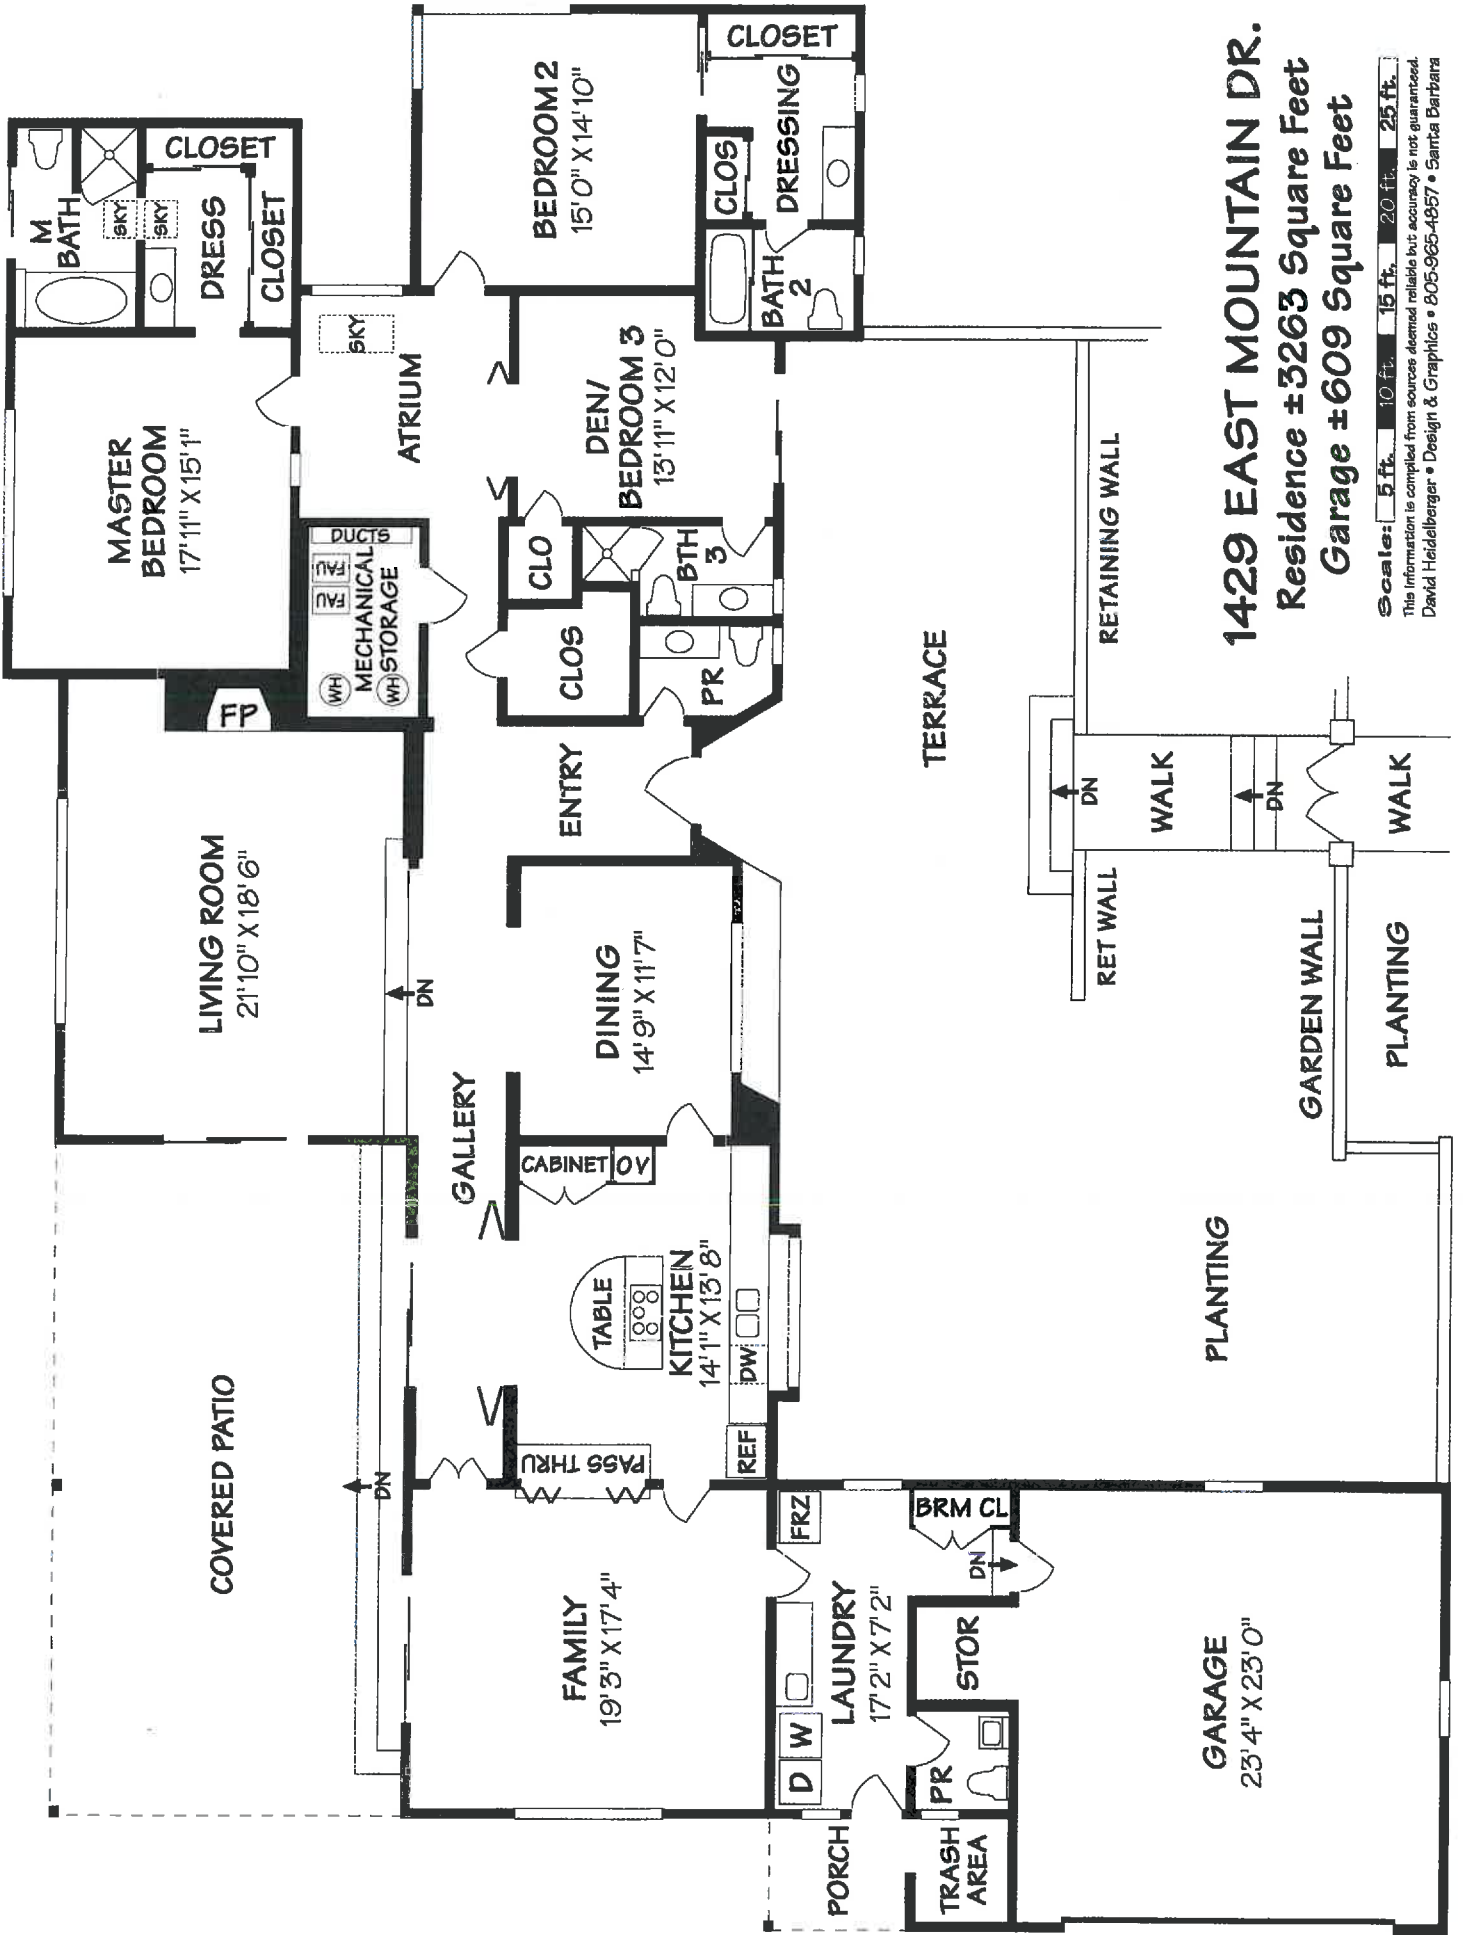 COVERED PATIO
DN
LIVING ROOM
21'10" X 18'6"
DN
FP
MASTER
BEDROOM
17'11" X 15'1"
M
BATH
SKY
SKY
DRESS
CLOSET
CLOSET
SKY
ATRIUM
DUCTS
FAU
FAU
MECHANICAL
STORAGE
WH
WH
GALLERY
FAMILY
19'3" X 17'4"
PASS THRU
TABLE
KITCHEN
14'1" X 13'8"
CABINET
OV
DW
REF
DINING
14'9" X 11'7"
ENTRY
CLOS
CLO
PR
BTH
3
DEN/
BEDROOM 3
13'11" X 12'0"
BEDROOM 2
15'0" X 14'10"
CLOSET
CLOS
DRESSING
BATH
2
PORCH
TRASH
AREA
D
W
LAUNDRY
17'2" X 7'2"
FRZ
BRM CL
DN
STOR
PR
GARAGE
23'4" X 23'0"
PLANTING
TERRACE
RET WALL
RETAINING WALL
DN
WALK
DN
WALK
GARDEN WALL
PLANTING
1429 EAST MOUNTAIN DR.
Residence ±3263 Square Feet
Garage ±609 Square Feet
Scale: 5 ft. 10 ft. 15 ft. 20 ft. 25 ft.
This information is compiled from sources deemed reliable but accuracy is not guaranteed.
David Heidelberger • Design & Graphics • 805-965-4857 • Santa Barbara